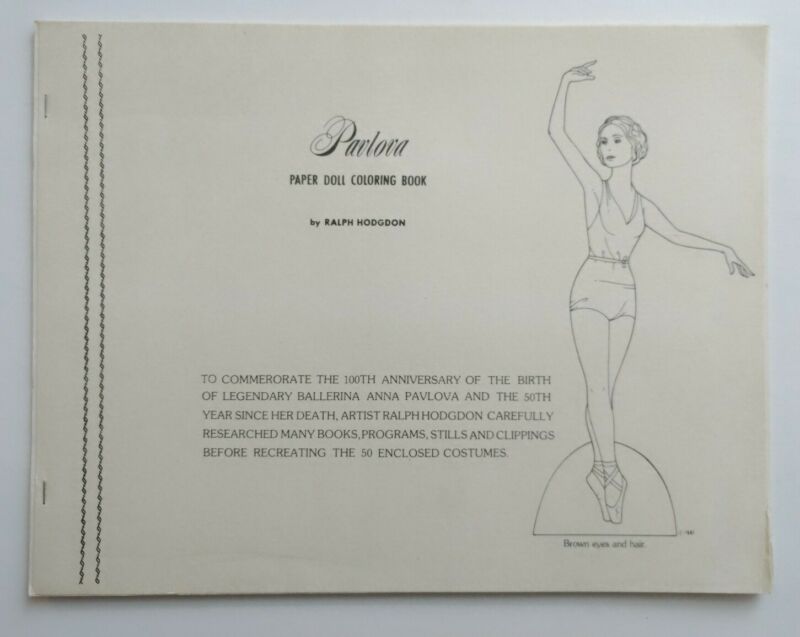 Pavlova
PAPER DOLL COLORING BOOK
by RALPH HODGDON
TO COMMERORATE THE 100TH ANNIVERSARY OF THE BIRTH
OF LEGENDARY BALLERINA ANNA PAVLOVA AND THE 50TH
YEAR SINCE HER DEATH, ARTIST RALPH HODGDON CAREFULLY
RESEARCHED MANY BOOKS, PROGRAMS, STILLS AND CLIPPINGS
BEFORE RECREATING THE 50 ENCLOSED COSTUMES.
Brown eyes and hair.